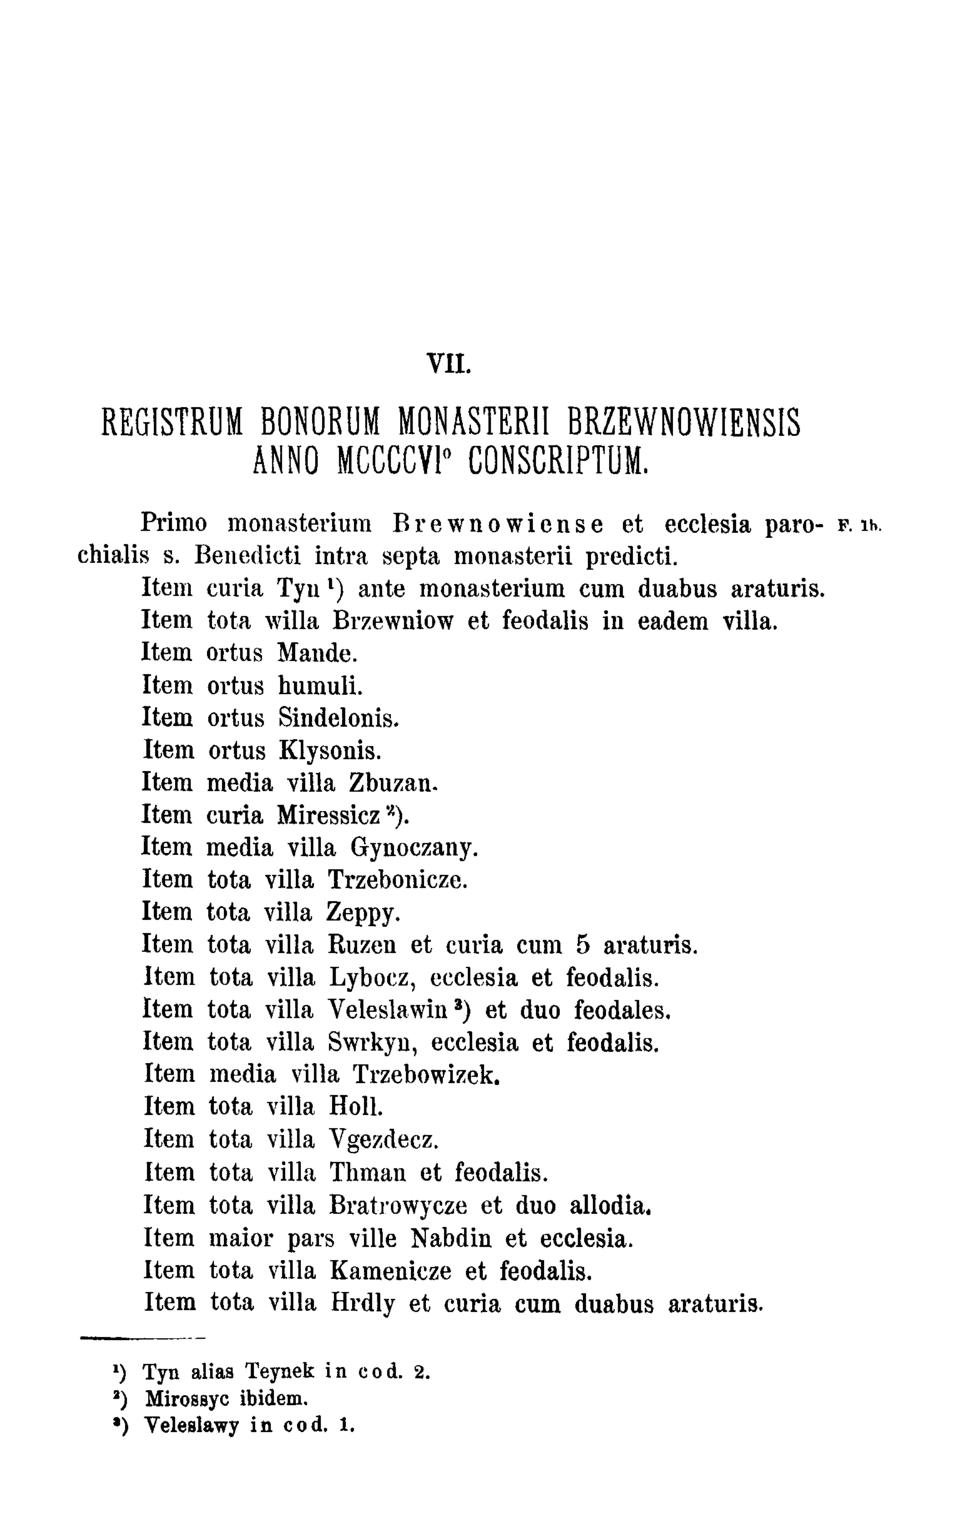 VII.
REGISTRUM BONORUM MONASTERII BRZEWNOWIENSIS
ANNO MCCCCVI° CONSCRIPTUM.
Primo monasterium Brewnowiense et ecclesia paro- F. 1b.
chialis s. Benedicti intra septa monasterii predicti.
Item curia Tyn ¹) ante monasterium cum duabus araturis.
Item tota willa Brzewniow et feodalis in eadem villa.
Item ortus Mande.
Item ortus humuli.
Item ortus Sindelonis.
Item ortus Klysonis.
Item media villa Zbuzan.
Item curia Miressicz ²).
Item media villa Gynoczany.
Item tota villa Trzebonicze.
Item tota villa Zeppy.
Item tota villa Ruzen et curia cum 5 araturis.
Item tota villa Lybocz, ecclesia et feodalis.
Item tota villa Veleslawin ³) et duo feodales.
Item tota villa Swrkyn, ecclesia et feodalis.
Item media villa Trzebowizek.
Item tota villa Holl.
Item tota villa Vgezdecz.
Item tota villa Thman et feodalis.
Item tota villa Bratrowycze et duo allodia.
Item maior pars ville Nabdin et ecclesia.
Item tota villa Kamenicze et feodalis.
Item tota villa Hrdly et curia cum duabus araturis.
¹) Tyn alias Teynek in cod. 2.
²) Mirossyc ibidem.
³) Veleslawy in cod. 1.